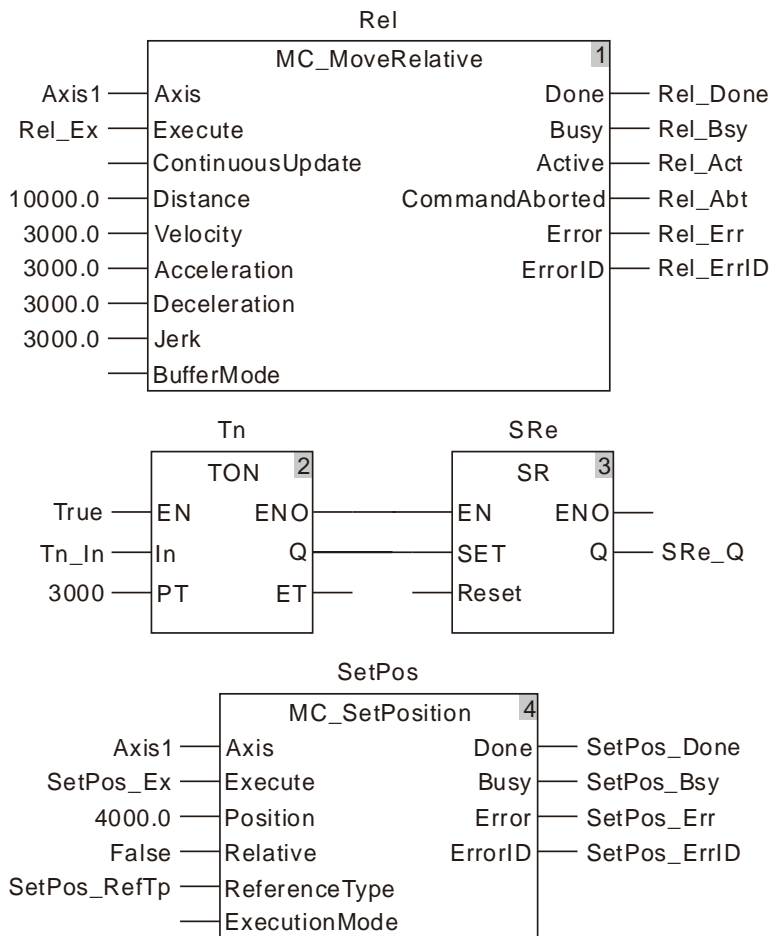 Rel
MC_MoveRelative 1
Axis1 Axis Done Rel_Done
Rel_Ex Execute Busy Rel_Bsy
ContinuousUpdate Active Rel_Act
10000.0 Distance CommandAborted Rel_Abt
3000.0 Velocity Error Rel_Err
3000.0 Acceleration ErrorID Rel_ErrID
3000.0 Deceleration
3000.0 Jerk
BufferMode
Tn SRe
TON 2 SR 3
True EN ENO EN ENO
Tn_In In Q SET Q SRe_Q
3000 PT ET Reset
SetPos
MC_SetPosition 4
Axis1 Axis Done SetPos_Done
SetPos_Ex Execute Busy SetPos_Bsy
4000.0 Position Error SetPos_Err
False Relative ErrorID SetPos_ErrID
SetPos_RefTp ReferenceType
ExecutionMode